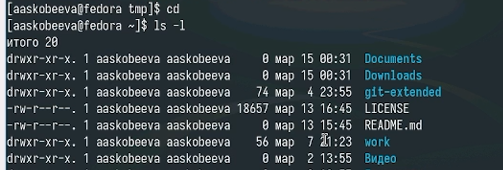 [aaskobeeva@fedora tmp]$ cd
[aaskobeeva@fedora ~]$ ls -l
итого 20
drwxr-xr-x. 1 aaskobeeva aaskobeeva 0 мар 15 00:31 Documents
drwxr-xr-x. 1 aaskobeeva aaskobeeva 0 мар 15 00:31 Downloads
drwxr-xr-x. 1 aaskobeeva aaskobeeva 74 мар 4 23:55 git-extended
-rw-r--r--. 1 aaskobeeva aaskobeeva 18657 мар 13 16:45 LICENSE
-rw-r--r--. 1 aaskobeeva aaskobeeva 0 мар 13 15:45 README.md
drwxr-xr-x. 1 aaskobeeva aaskobeeva 56 мар 7 21:23 work
drwxr-xr-x. 1 aaskobeeva aaskobeeva 0 мар 2 13:55 Видео